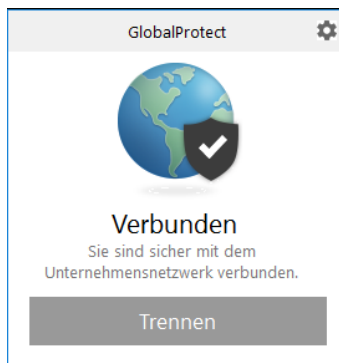 GlobalProtect
Verbunden
Sie sind sicher mit dem
Unternehmensnetzwerk verbunden.
Trennen